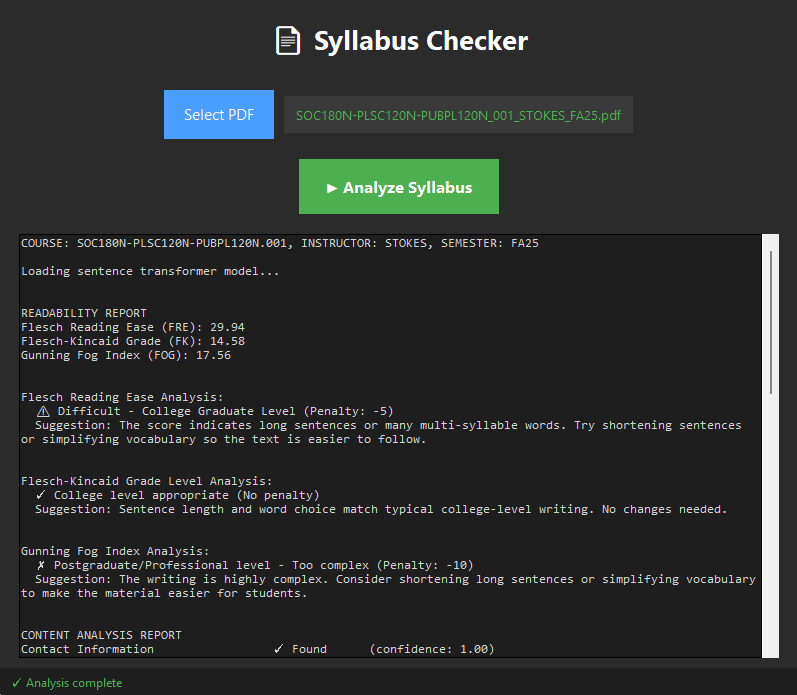 Syllabus Checker
Select PDF
SOC180N-PLSC120N-PUBPL120N_001_STOKES_FA25.pdf
► Analyze Syllabus
COURSE: SOC180N-PLSC120N-PUBPL120N.001, INSTRUCTOR: STOKES, SEMESTER: FA25
Loading sentence transformer model...
READABILITY REPORT
Flesch Reading Ease (FRE): 29.94
Flesch-Kincaid Grade (FK): 14.58
Gunning Fog Index (FOG): 17.56
Flesch Reading Ease Analysis:
⚠ Difficult - College Graduate Level (Penalty: -5)
Suggestion: The score indicates long sentences or many multi-syllable words. Try shortening sentences
or simplifying vocabulary so the text is easier to follow.
Flesch-Kincaid Grade Level Analysis:
✓ College level appropriate (No penalty)
Suggestion: Sentence length and word choice match typical college-level writing. No changes needed.
Gunning Fog Index Analysis:
✗ Postgraduate/Professional level - Too complex (Penalty: -10)
Suggestion: The writing is highly complex. Consider shortening long sentences or simplifying vocabulary
to make the material easier for students.
CONTENT ANALYSIS REPORT
Contact Information ✓ Found (confidence: 1.00)
✓ Analysis complete